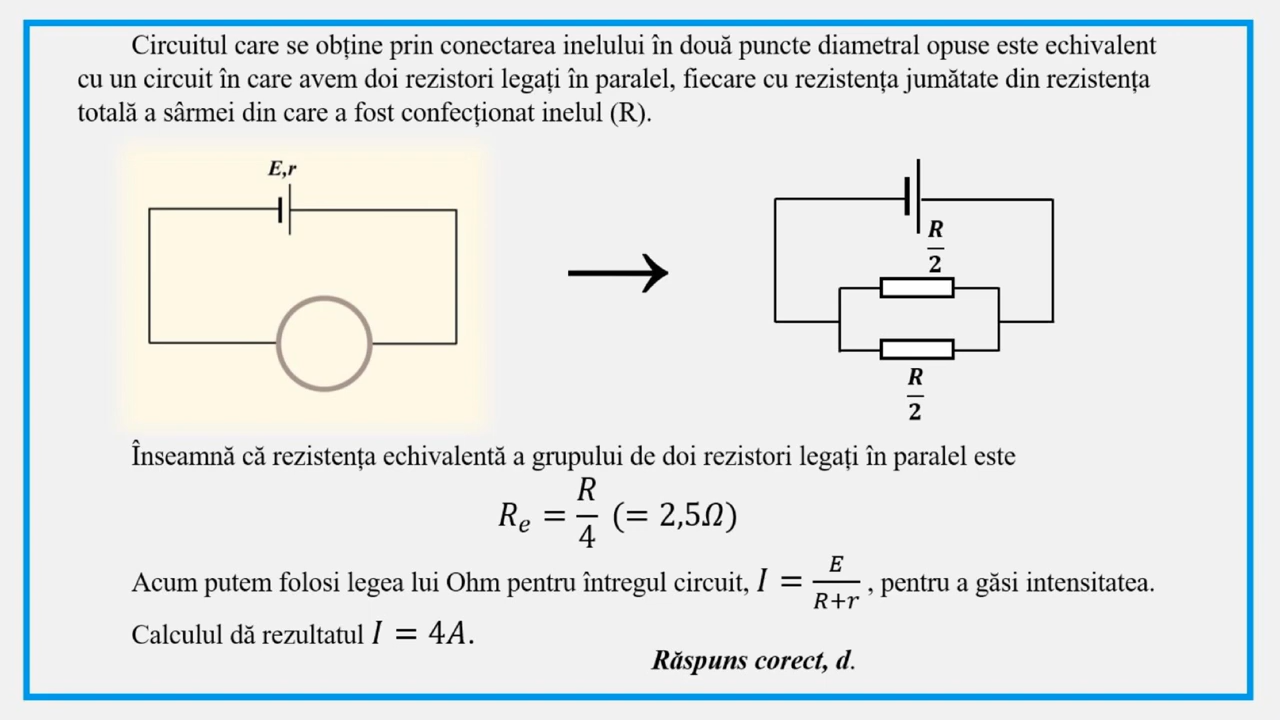 Circuitul care se obține prin conectarea inelului în două puncte diametral opuse este echivalent
cu un circuit în care avem doi rezistori legați în paralel, fiecare cu rezistența jumătate din rezistența
totală a sârmei din care a fost confecționat inelul (R).
E,r
R
2
R
2
Înseamnă că rezistența echivalentă a grupului de doi rezistori legați în paralel este
Rₑ = R/4 (= 2,5Ω)
Acum putem folosi legea lui Ohm pentru întregul circuit, I = E/(R+r), pentru a găsi intensitatea.
Calculul dă rezultatul I = 4A.
Răspuns corect, d.